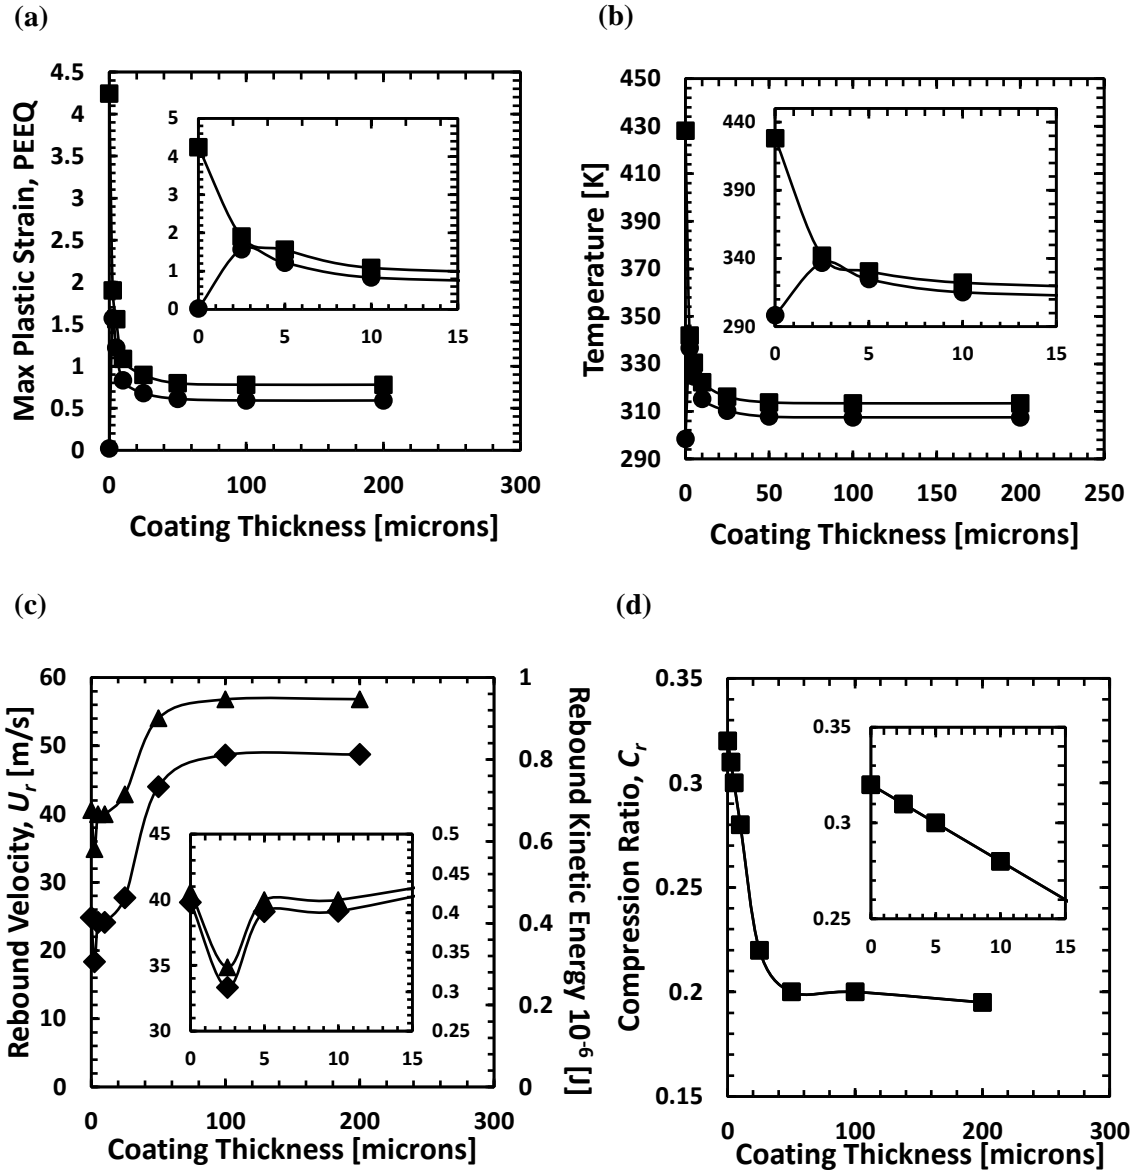 (a)
(b)
Max Plastic Strain, PEEQ
4.5
4
3.5
3
2.5
2
1.5
1
0.5
0
0 100 200 300
Coating Thickness [microns]
5
4
3
2
1
0
0 5 10 15
Temperature [K]
450
430
410
390
370
350
330
310
290
0 50 100 150 200 250
Coating Thickness [microns]
440
390
340
290
0 5 10 15
(c)
(d)
Rebound Velocity, Ur [m/s]
60
50
40
30
20
10
0
0 100 200 300
Coating Thickness [microns]
1
0.8
0.6
0.4
0.2
0
Rebound Kinetic Energy 10-6 [J]
45
40
35
30
0 5 10 15
0.5
0.45
0.4
0.35
0.3
0.25
Compression Ratio, Cr
0.35
0.3
0.25
0.2
0.15
0 100 200 300
Coating Thickness [microns]
0.35
0.3
0.25
0 5 10 15